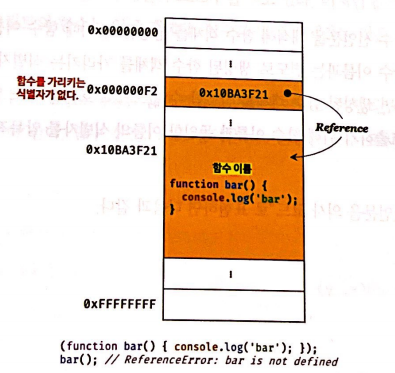 0x00000000
⋮
함수를 가리키는
식별자가 없다.
0x000000F2
0x10BA3F21
⋮
Reference
0x10BA3F21
함수 이름
function bar() {
console.log('bar');
}
⋮
0xFFFFFFFF
(function bar() { console.log('bar'); });
bar(); // ReferenceError: bar is not defined